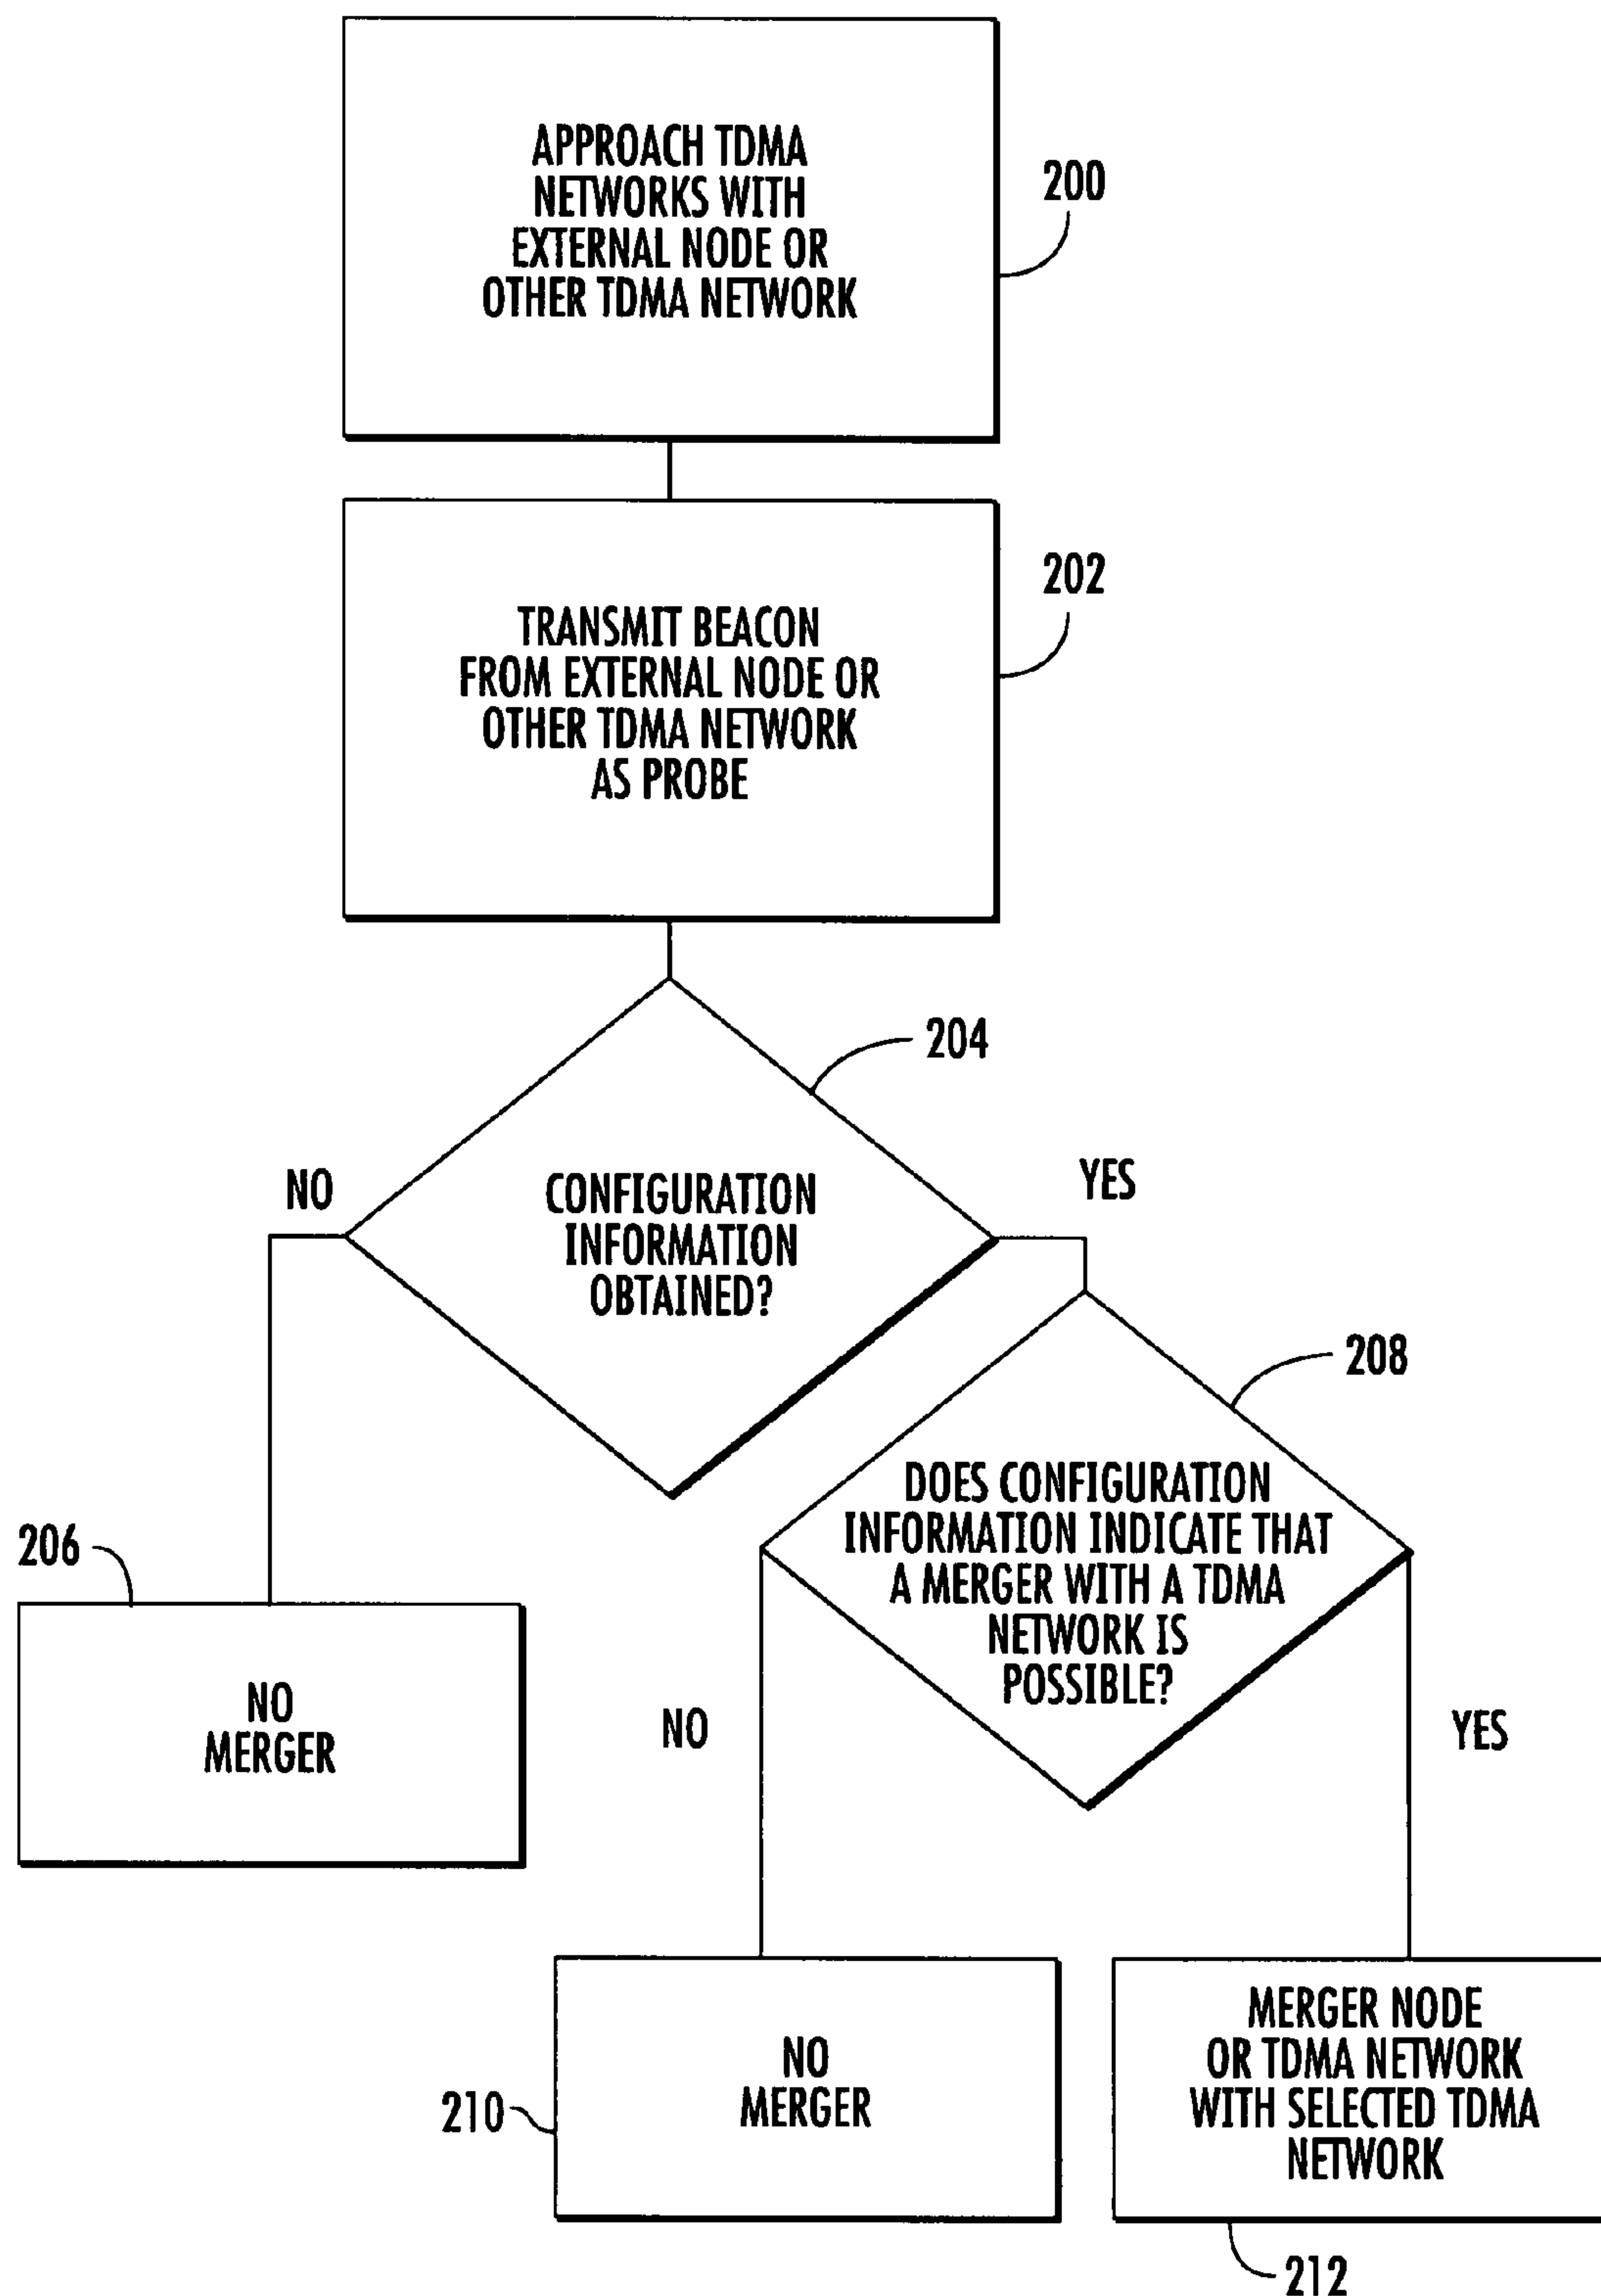 APPROACH TDMA
NETWORKS WITH
EXTERNAL NODE OR
OTHER TDMA NETWORK
200
TRANSMIT BEACON
FROM EXTERNAL NODE OR
OTHER TDMA NETWORK
AS PROBE
202
204
NO
CONFIGURATION
INFORMATION
OBTAINED?
YES
208
DOES CONFIGURATION
INFORMATION INDICATE THAT
A MERGER WITH A TDMA
NETWORK IS
POSSIBLE?
206
NO
MERGER
NO
YES
210
NO
MERGER
MERGER NODE
OR TDMA NETWORK
WITH SELECTED TDMA
NETWORK
212